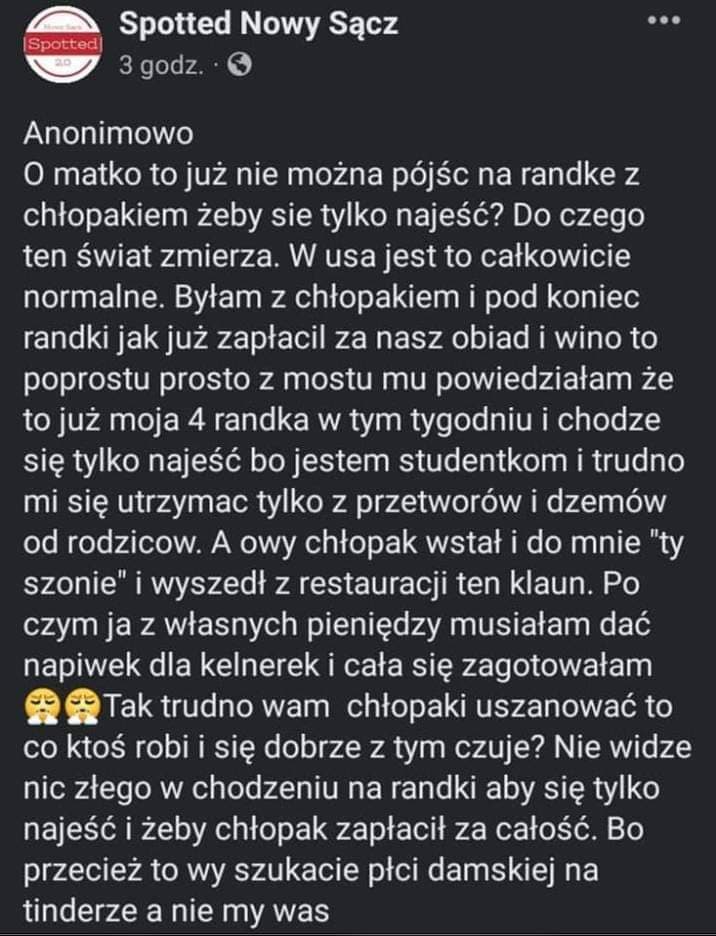 Spotted Nowy Sącz
Nowy Sącz
Spotted
2.0
3 godz. ·
Anonimowo
O matko to już nie można pójśc na randke z
chłopakiem żeby sie tylko najeść? Do czego
ten świat zmierza. W usa jest to całkowicie
normalne. Byłam z chłopakiem i pod koniec
randki jak już zapłacil za nasz obiad i wino to
poprostu prosto z mostu mu powiedziałam że
to już moja 4 randka w tym tygodniu i chodze
się tylko najeść bo jestem studentkom i trudno
mi się utrzymac tylko z przetworów i dzemów
od rodzicow. A owy chłopak wstał i do mnie "ty
szonie" i wyszedł z restauracji ten klaun. Po
czym ja z własnych pieniędzy musiałam dać
napiwek dla kelnerek i cała się zagotowałam
😤😤Tak trudno wam  chłopaki uszanować to
co ktoś robi i się dobrze z tym czuje? Nie widze
nic złego w chodzeniu na randki aby się tylko
najeść i żeby chłopak zapłacił za całość. Bo
przecież to wy szukacie płci damskiej na
tinderze a nie my was